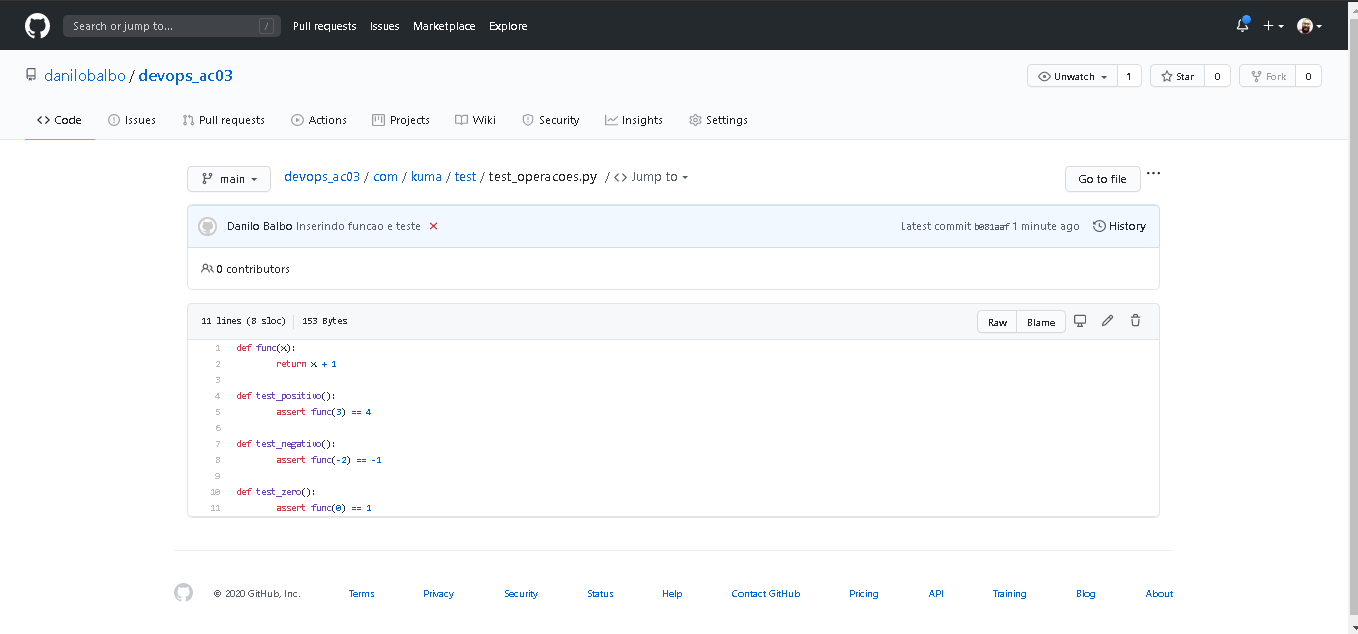 Search or jump to... / Pull requests Issues Marketplace Explore
danilobalbo / devops_ac03 Unwatch 1 Star 0 Fork 0
Code Issues Pull requests Actions Projects Wiki Security Insights Settings
main devops_ac03 / com / kuma / test / test_operacoes.py / <> Jump to Go to file ...
Danilo Balbo Inserindo funcao e teste Latest commit b081aaf 1 minute ago History
0 contributors
11 lines (8 sloc) 153 Bytes Raw Blame
1 def func(x):
2 return x + 1
3
4 def test_positivo():
5 assert func(3) == 4
6
7 def test_negativo():
8 assert func(-2) == -1
9
10 def test_zero():
11 assert func(0) == 1
© 2020 GitHub, Inc. Terms Privacy Security Status Help Contact GitHub Pricing API Training Blog About